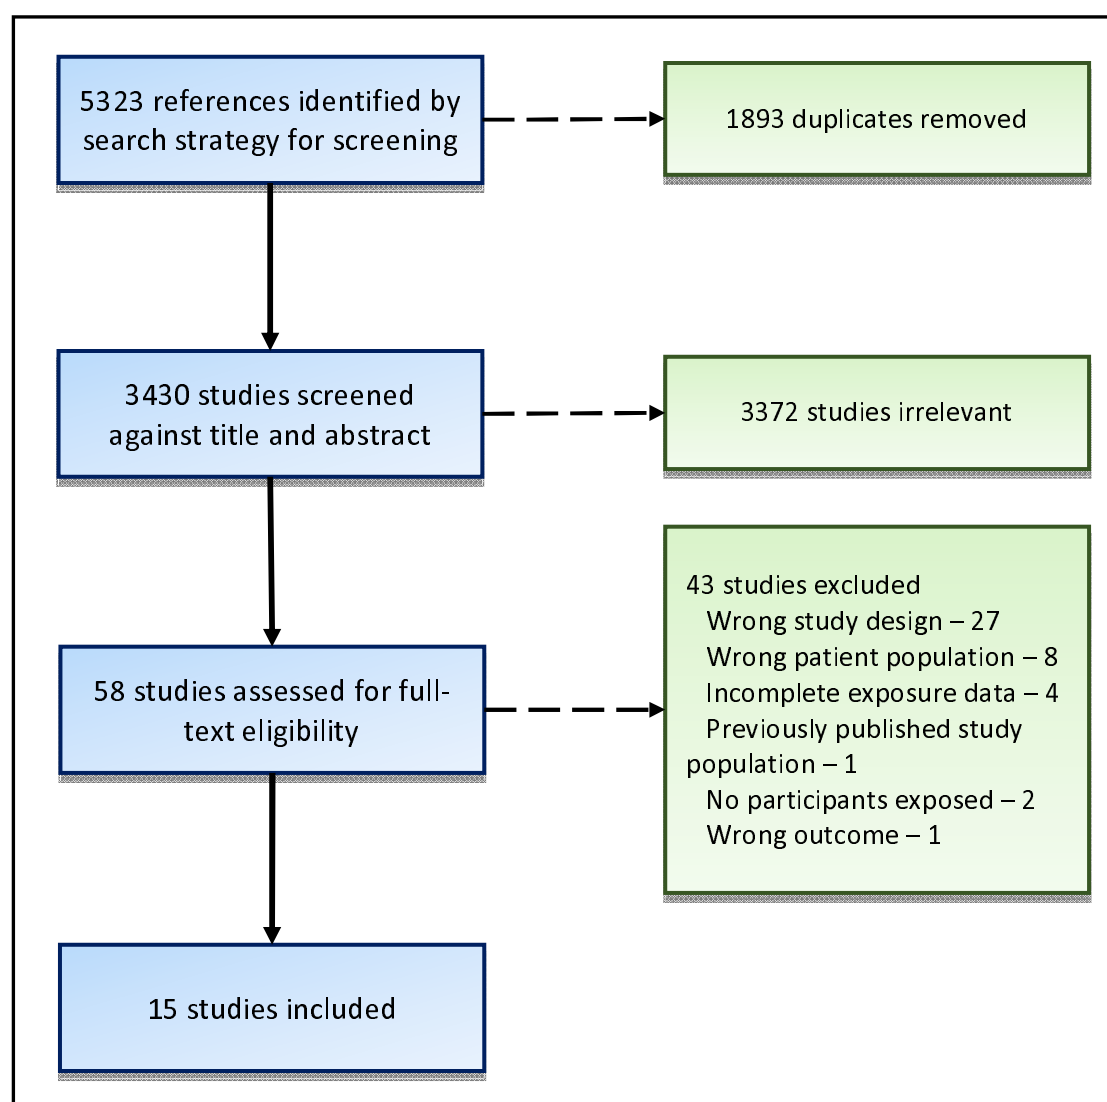 5323 references identified by
search strategy for screening
1893 duplicates removed
3430 studies screened
against title and abstract
3372 studies irrelevant
58 studies assessed for full-
text eligibility
43 studies excluded
Wrong study design – 27
Wrong patient population – 8
Incomplete exposure data – 4
Previously published study
population – 1
No participants exposed – 2
Wrong outcome – 1
15 studies included